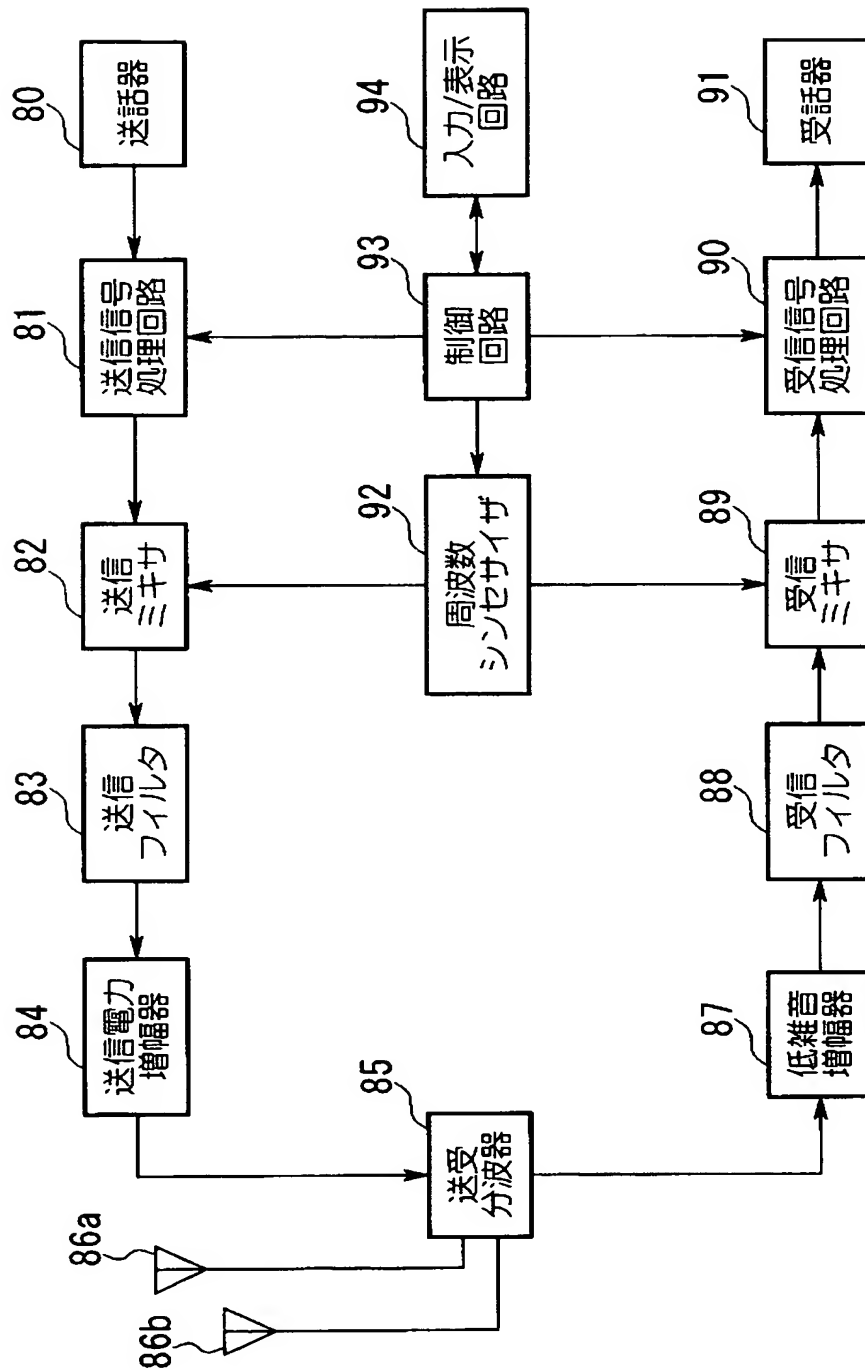 80
送話器
81
送信信号
処理回路
82
送信
ミキサ
83
送信
フィルタ
84
送信電力
増幅器
85
送受
分波器
86a
86b
87
低雑音
増幅器
88
受信
フィルタ
89
受信
ミキサ
90
受信信号
処理回路
91
受話器
92
周波数
シンセサイザ
93
制御
回路
94
入力/表示
回路